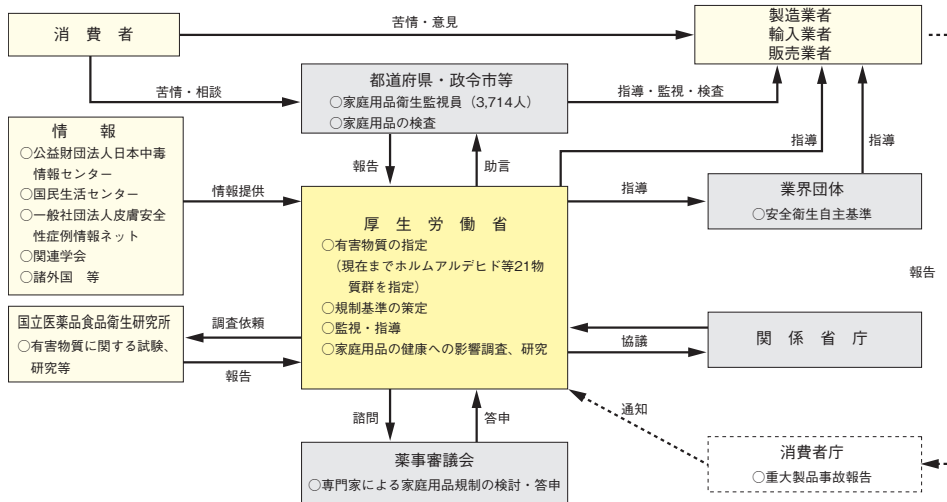 消費者
苦情・意見
製造業者
輸入業者
販売業者
苦情・相談
都道府県・政令市等
○家庭用品衛生監視員（3,714人）
○家庭用品の検査
指導・監視・検査
情報
○公益財団法人日本中毒
情報センター
○国民生活センター
○一般社団法人皮膚安全
性症例情報ネット
○関連学会
○諸外国　等
情報提供
報告
助言
指導
指導
指導
業界団体
○安全衛生自主基準
厚生労働省
○有害物質の指定
（現在までホルムアルデヒド等21物
質群を指定）
○規制基準の策定
○監視・指導
○家庭用品の健康への影響調査、研究
報告
国立医薬品食品衛生研究所
○有害物質に関する試験、
研究等
調査依頼
報告
協議
関係省庁
諮問
答申
通知
薬事審議会
○専門家による家庭用品規制の検討・答申
消費者庁
○重大製品事故報告